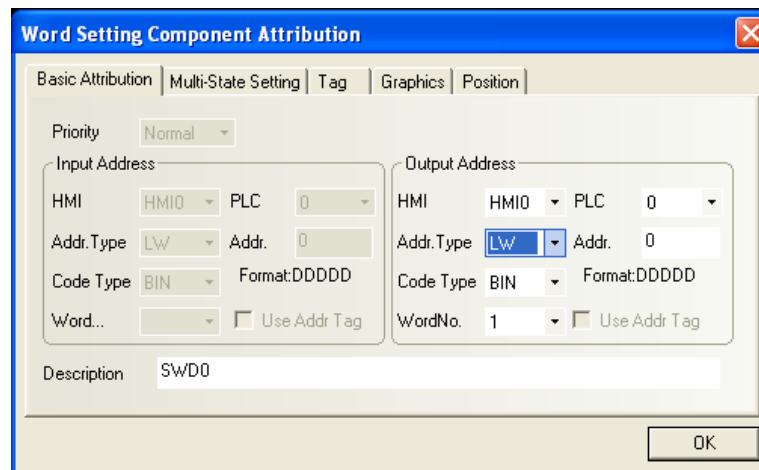 Word Setting Component Attribution
Basic Attribution Multi-State Setting Tag Graphics Position
Priority Normal
Input Address Output Address
HMI HMI0 PLC 0 HMI HMI0 PLC 0
Addr.Type LW Addr. 0 Addr.Type LW Addr. 0
Code Type BIN Format:DDDDD Code Type BIN Format:DDDDD
Word... Use Addr Tag WordNo. 1 Use Addr Tag
Description SWD0
OK